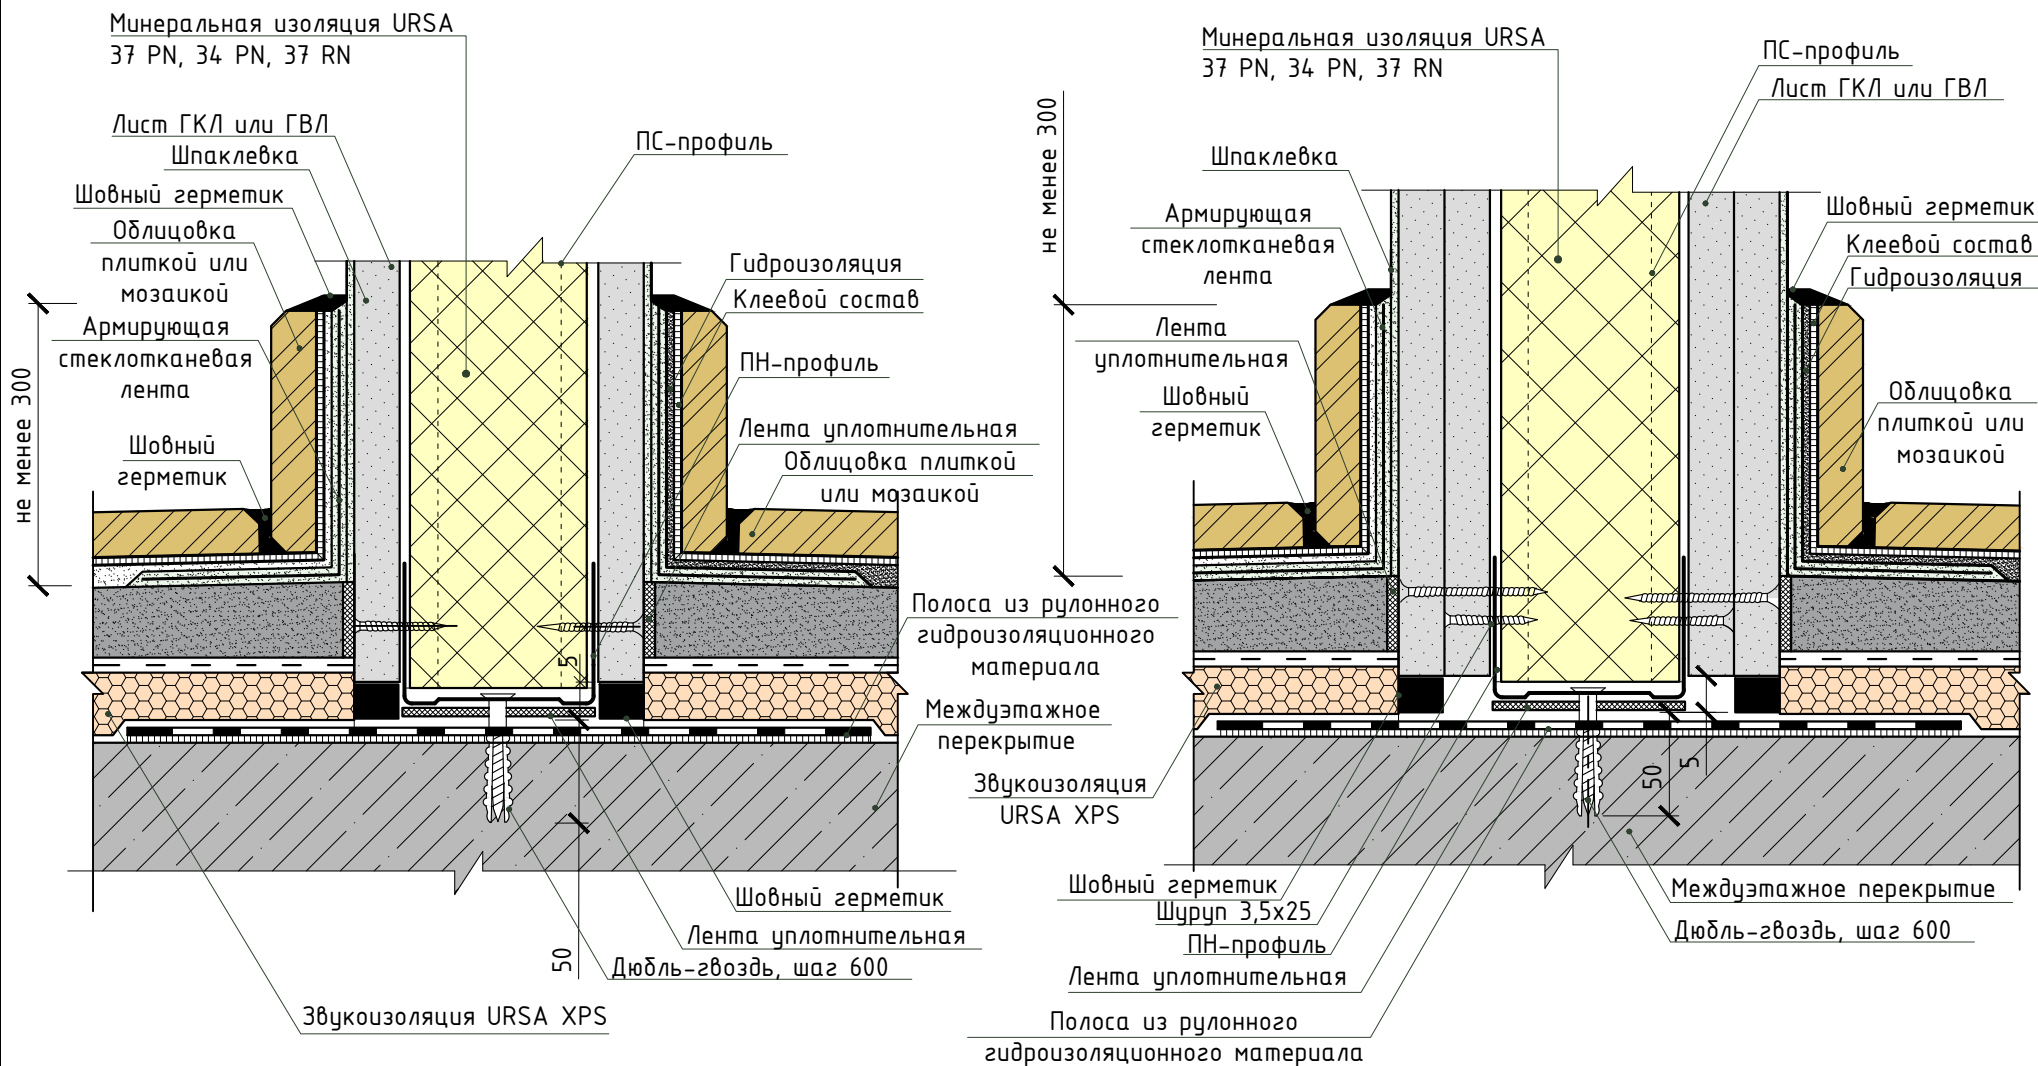 Минеральная изоляция URSA
37 PN, 34 PN, 37 RN
Лист ГКЛ или ГВЛ
Шпаклевка
Шовный герметик
Облицовка
плиткой или
мозаикой
Армирующая
стеклотканевая
лента
не менее 300
Шовный
герметик
ПС-профиль
Гидроизоляция
Клеевой состав
ПН-профиль
Лента уплотнительная
Облицовка плиткой
или мозаикой
Полоса из рулонного
гидроизоляционного
материала
Междуэтажное
перекрытие
5
50
Шовный герметик
Лента уплотнительная
Дюбль-гвоздь, шаг 600
Звукоизоляция URSA XPS
Минеральная изоляция URSA
37 PN, 34 PN, 37 RN
ПС-профиль
Лист ГКЛ или ГВЛ
не менее 300
Шпаклевка
Армирующая
стеклотканевая
лента
Лента
уплотнительная
Шовный
герметик
Шовный герметик
Клеевой состав
Гидроизоляция
Облицовка
плиткой или
мозаикой
Звукоизоляция
URSA XPS
50
5
Шовный герметик
Шуруп 3,5х25
ПН-профиль
Лента уплотнительная
Полоса из рулонного
гидроизоляционного материала
Междуэтажное перекрытие
Дюбль-гвоздь, шаг 600